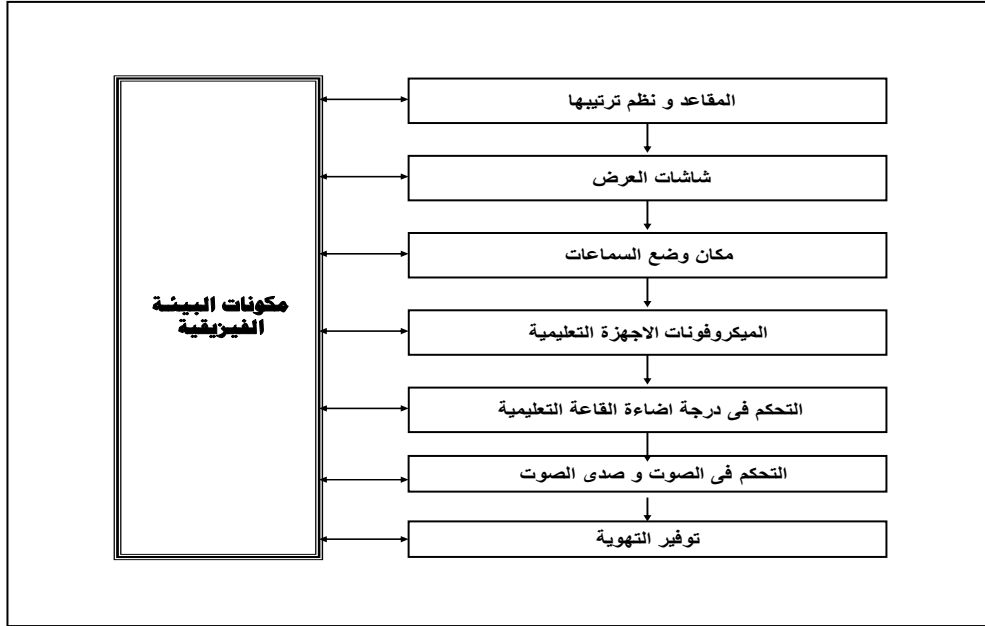 المقاعد و نظم ترتيبها
شاشات العرض
مكان وضع السماعات
مكونات البيئة
الفيزيقية
الميكروفونات الاجهزة التعليمية
التحكم فى درجة اضاءة القاعة التعليمية
التحكم فى الصوت و صدى الصوت
توفير التهوية